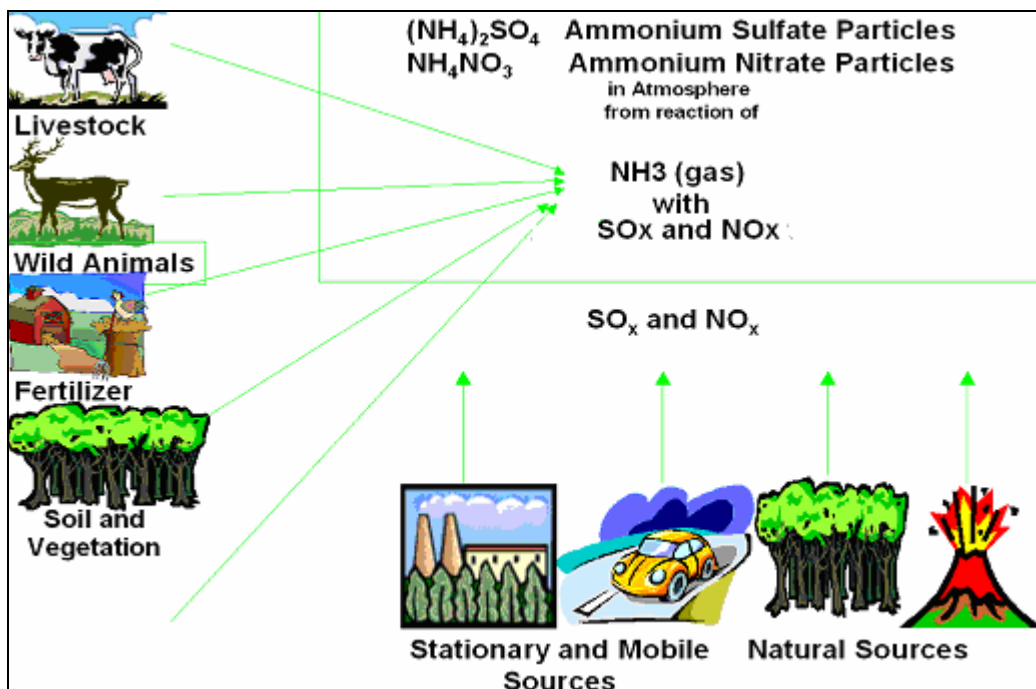 (NH₄)₂SO₄ Ammonium Sulfate Particles
NH₄NO₃ Ammonium Nitrate Particles
in Atmosphere
from reaction of
NH3 (gas)
with
SOx and NOx
Livestock
Wild Animals
Fertilizer
Soil and
Vegetation
SOₓ and NOₓ
Stationary and Mobile
Sources
Natural Sources